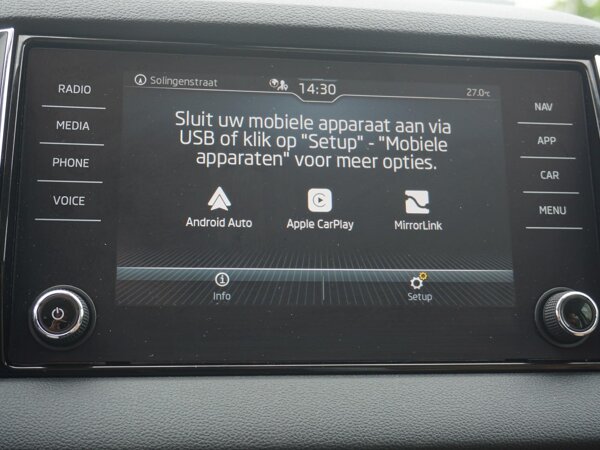 Solingenstraat 14:30 27.0°C
RADIO
MEDIA
PHONE
VOICE
Sluit uw mobiele apparaat aan via
USB of klik op "Setup" - "Mobiele
apparaten" voor meer opties.
Android Auto Apple CarPlay MirrorLink
Info Setup
NAV
APP
CAR
MENU